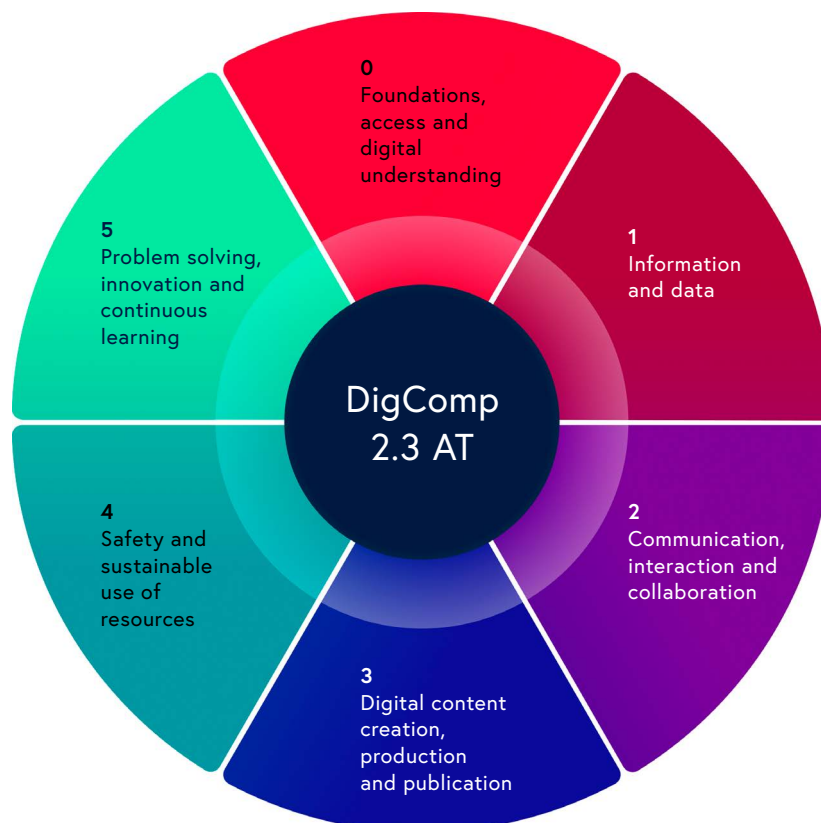 0
Foundations,
access and
digital
understanding
1
Information
and data
2
Communication,
interaction and
collaboration
3
Digital content
creation,
production
and publication
4
Safety and
sustainable
use of
resources
5
Problem solving,
innovation and
continuous
learning
DigComp
2.3 AT